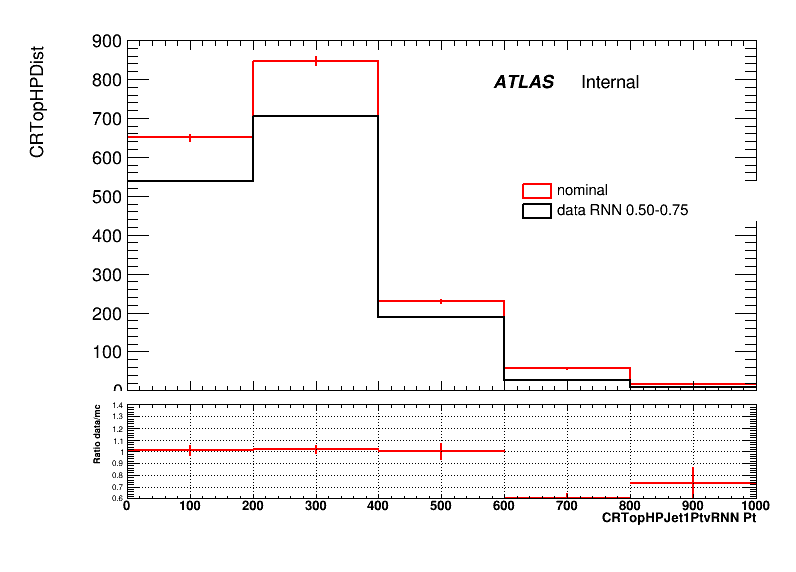 CRTopHPDist
900
800
700
600
500
400
300
200
100
0
ATLAS Internal
nominal
data RNN 0.50-0.75
Ratio data/mc
1.4
1.3
1.2
1.1
1
0.9
0.8
0.7
0.6
0 100 200 300 400 500 600 700 800 900 1000
CRTopHPJet1PtvRNN Pt